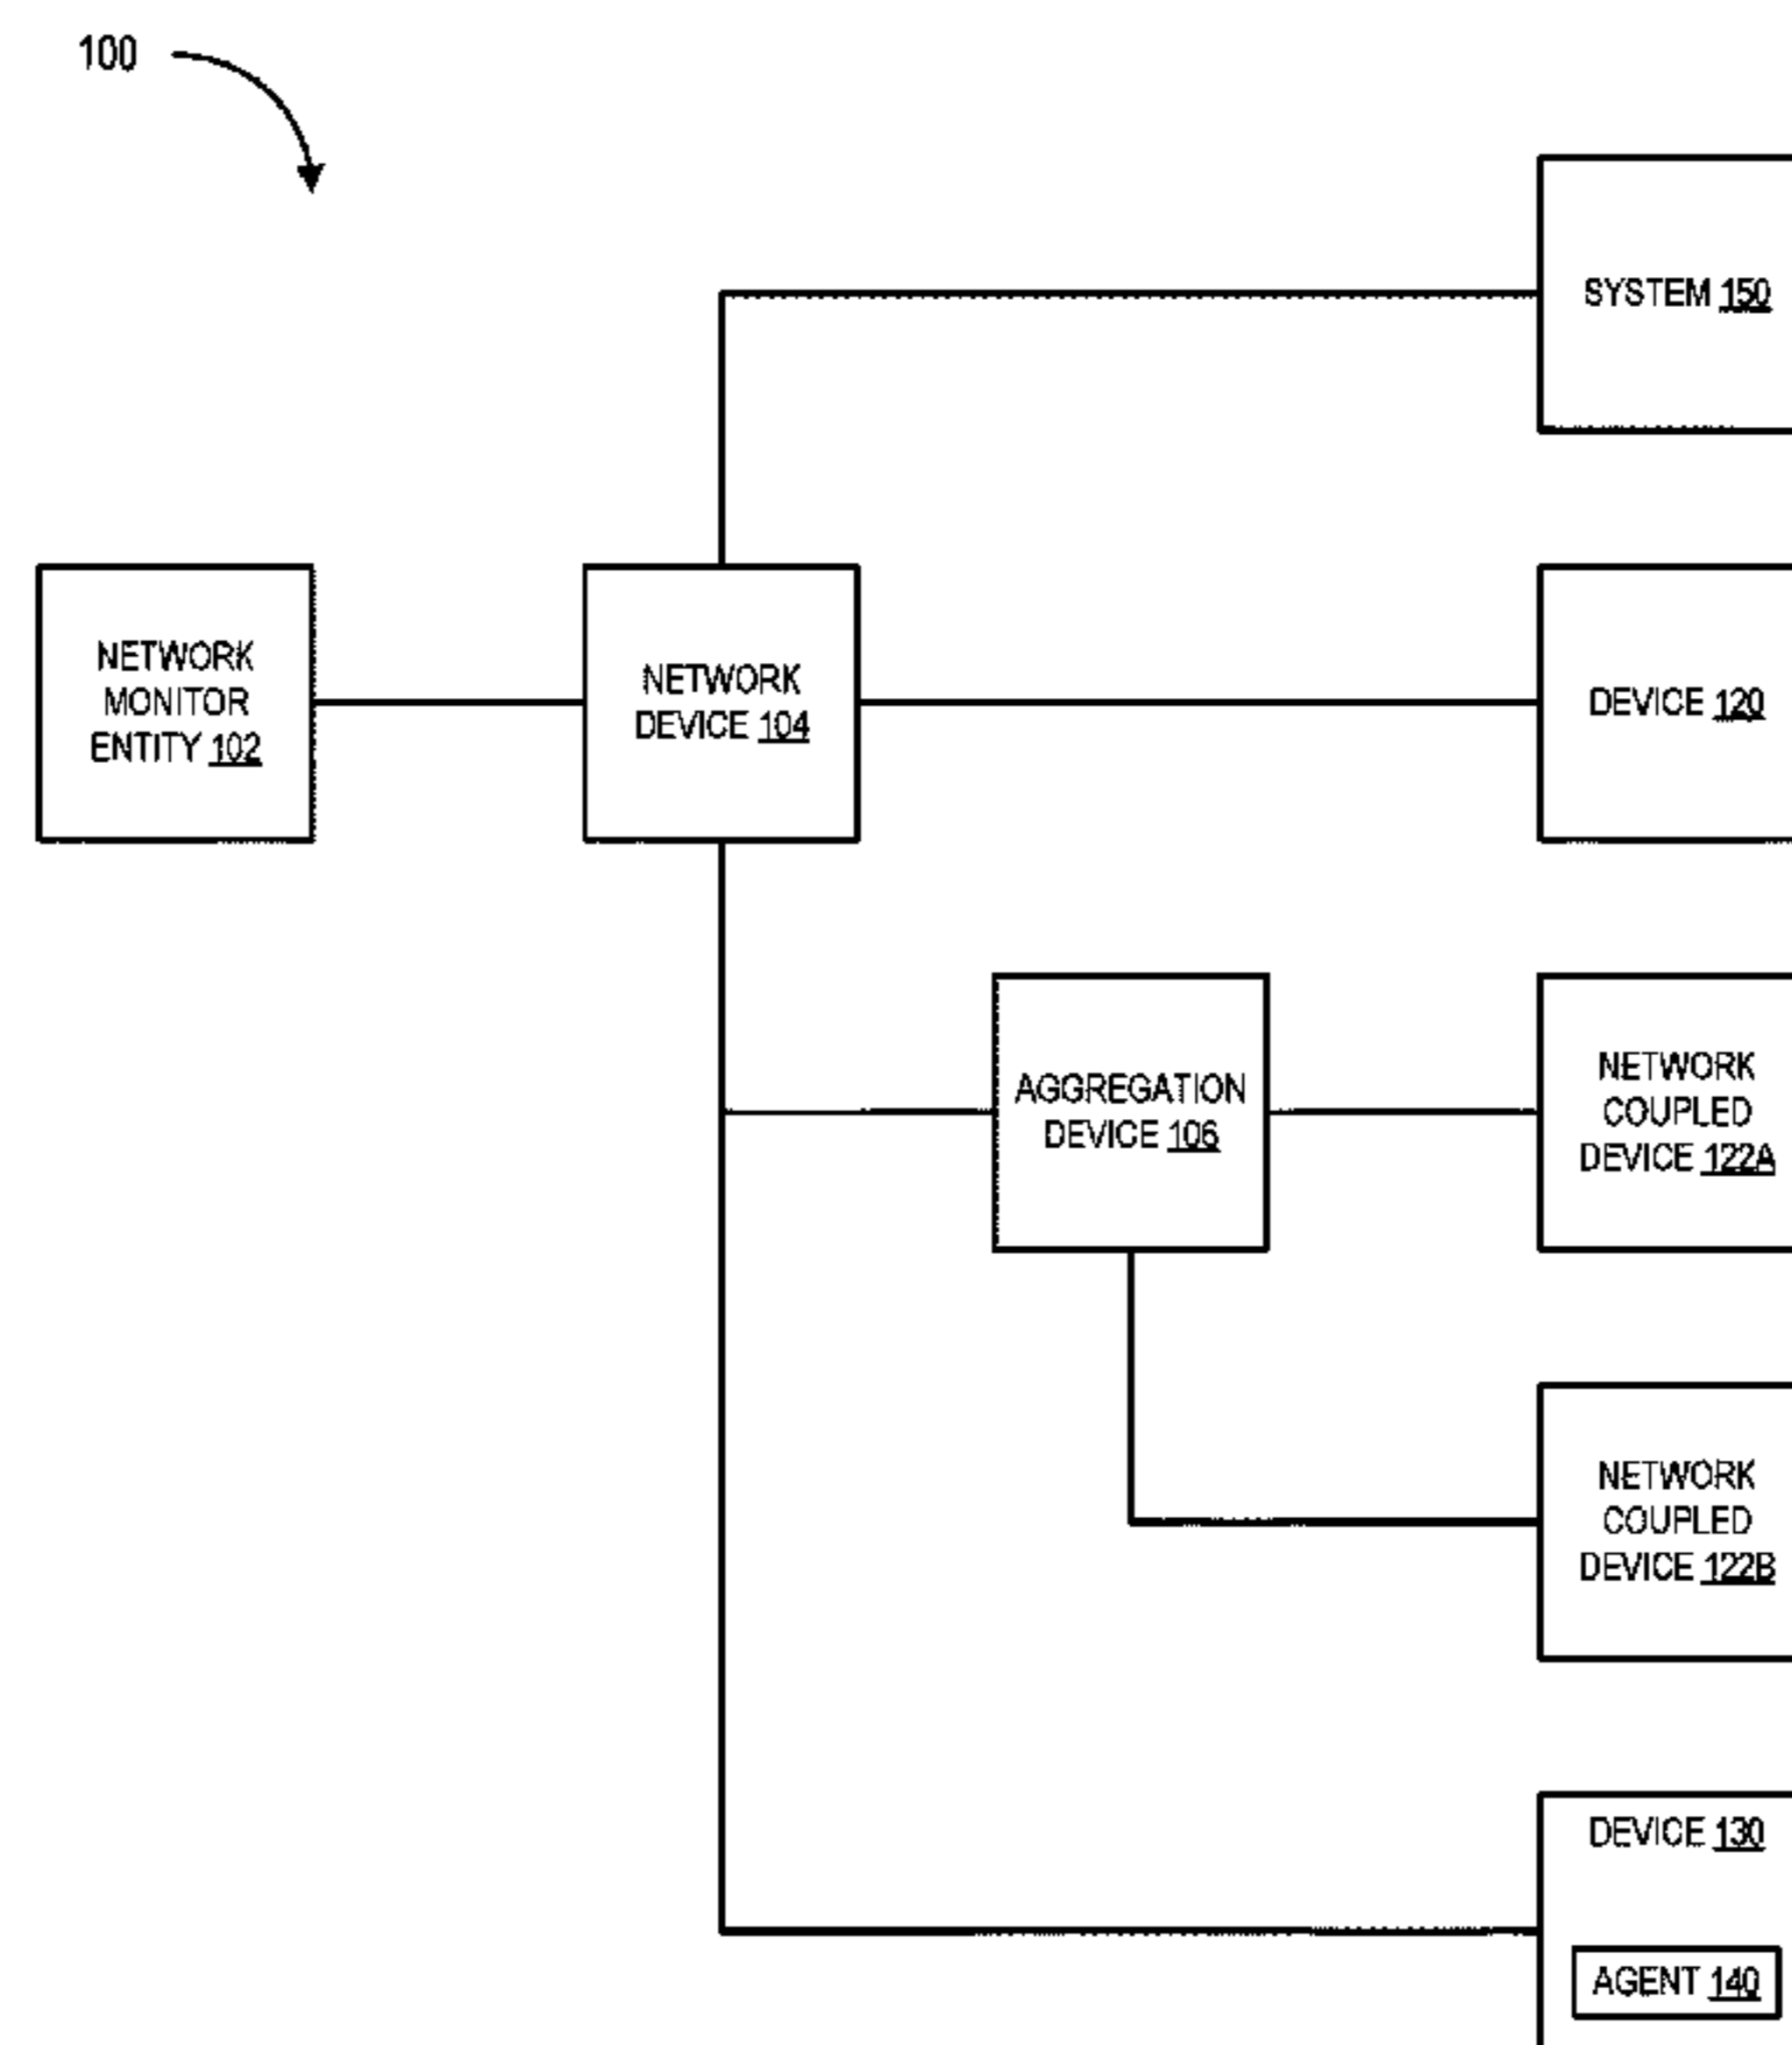 100
SYSTEM 150
NETWORK
MONITOR
ENTITY 102
NETWORK
DEVICE 104
DEVICE 120
AGGREGATION
DEVICE 106
NETWORK
COUPLED
DEVICE 122A
NETWORK
COUPLED
DEVICE 122B
DEVICE 130
AGENT 140